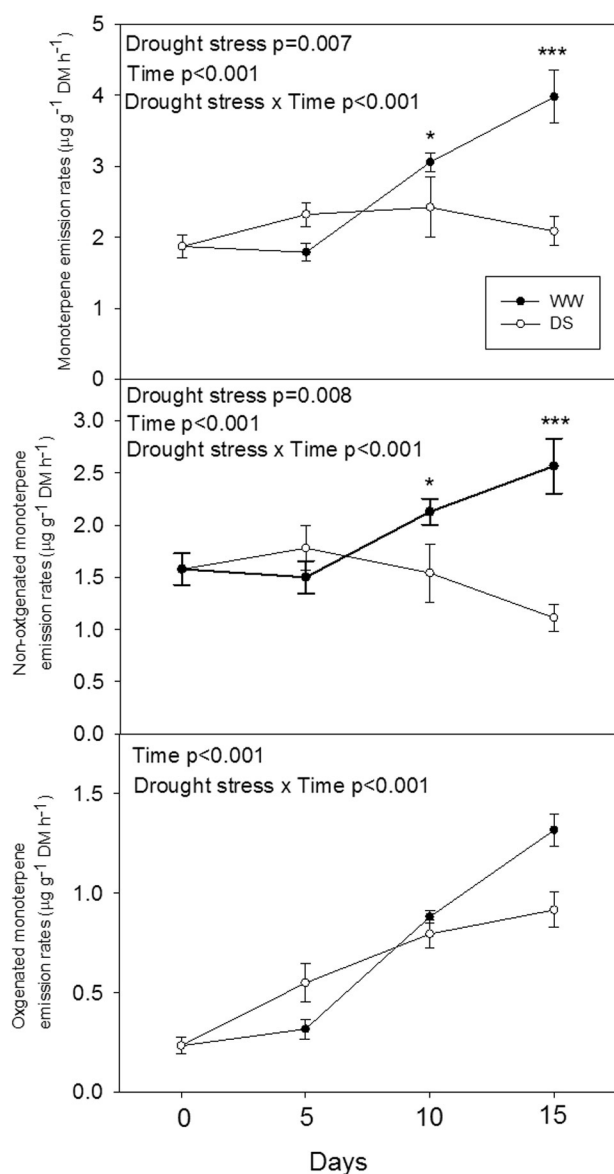 5
Drought stress p=0.007
***
Time p<0.001
4
Drought stress x Time p<0.001
*
3
2
1
0
Monoterpene emission rates (µg g⁻¹ DM h⁻¹)
WW
DS
Drought stress p=0.008
3.0
Time p<0.001
***
Drought stress x Time p<0.001
2.5
*
2.0
1.5
1.0
0.5
0.0
Non-oxtgenated monoterpene
emission rates (µg g⁻¹ DM h⁻¹)
Time p<0.001
Drought stress x Time p<0.001
1.5
1.0
0.5
0.0
Oxgenated monoterpene
emission rates (µg g⁻¹ DM h⁻¹)
0 5 10 15
Days